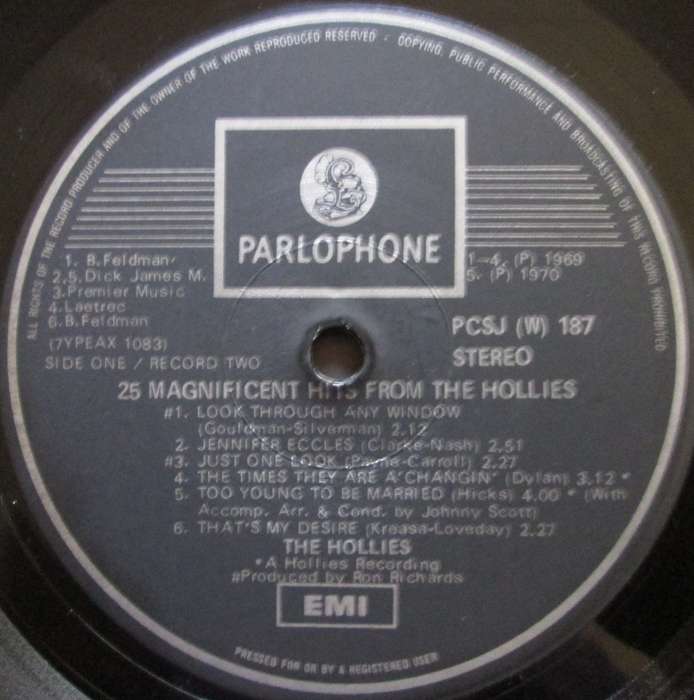 ALL RIGHTS OF THE RECORD PRODUCER AND OF THE OWNER OF THE WORK REPRODUCED RESERVED - COPYING, PUBLIC PERFORMANCE AND BROADCASTING OF THIS RECORD PROHIBITED
PARLOPHONE
1. B. Feldman
2,5. Dick James M.
3. Premier Music
4. Laetrec
6. B. Feldman
(7YPEAX 1083)
SIDE ONE / RECORD TWO
1-4. (P) 1969
5. (P) 1970
PCSJ (W) 187
STEREO
25 MAGNIFICENT HITS FROM THE HOLLIES
#1. LOOK THROUGH ANY WINDOW
(Gouldman-Silverman) 2.12
2. JENNIFER ECCLES (Clarke-Nash) 2.51
#3. JUST ONE LOOK (Payne-Carroll) 2.27
4. THE TIMES THEY ARE A'CHANGIN' (Dylan) 3.12 *
5. TOO YOUNG TO BE MARRIED (Hicks) 4.00 * (With
Accomp. Arr. & Cond. by Johnny Scott)
6. THAT'S MY DESIRE (Kreasa-Loveday) 2.27
THE HOLLIES
*A Hollies Recording
#Produced by Ron Richards
EMI
PRESSED FOR OR BY A REGISTERED USER